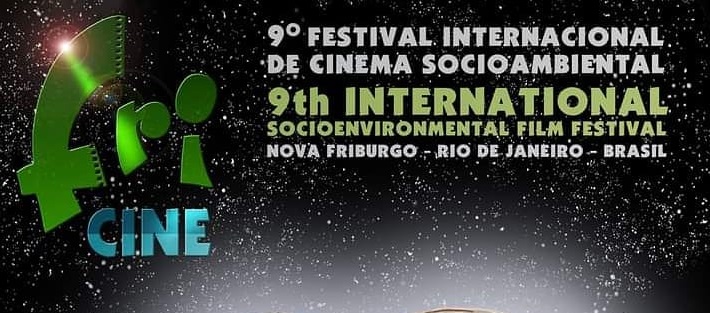 fri
CINE
9º FESTIVAL INTERNACIONAL
DE CINEMA SOCIOAMBIENTAL
9th INTERNATIONAL
SOCIOENVIRONMENTAL FILM FESTIVAL
NOVA FRIBURGO - RIO DE JANEIRO - BRASIL